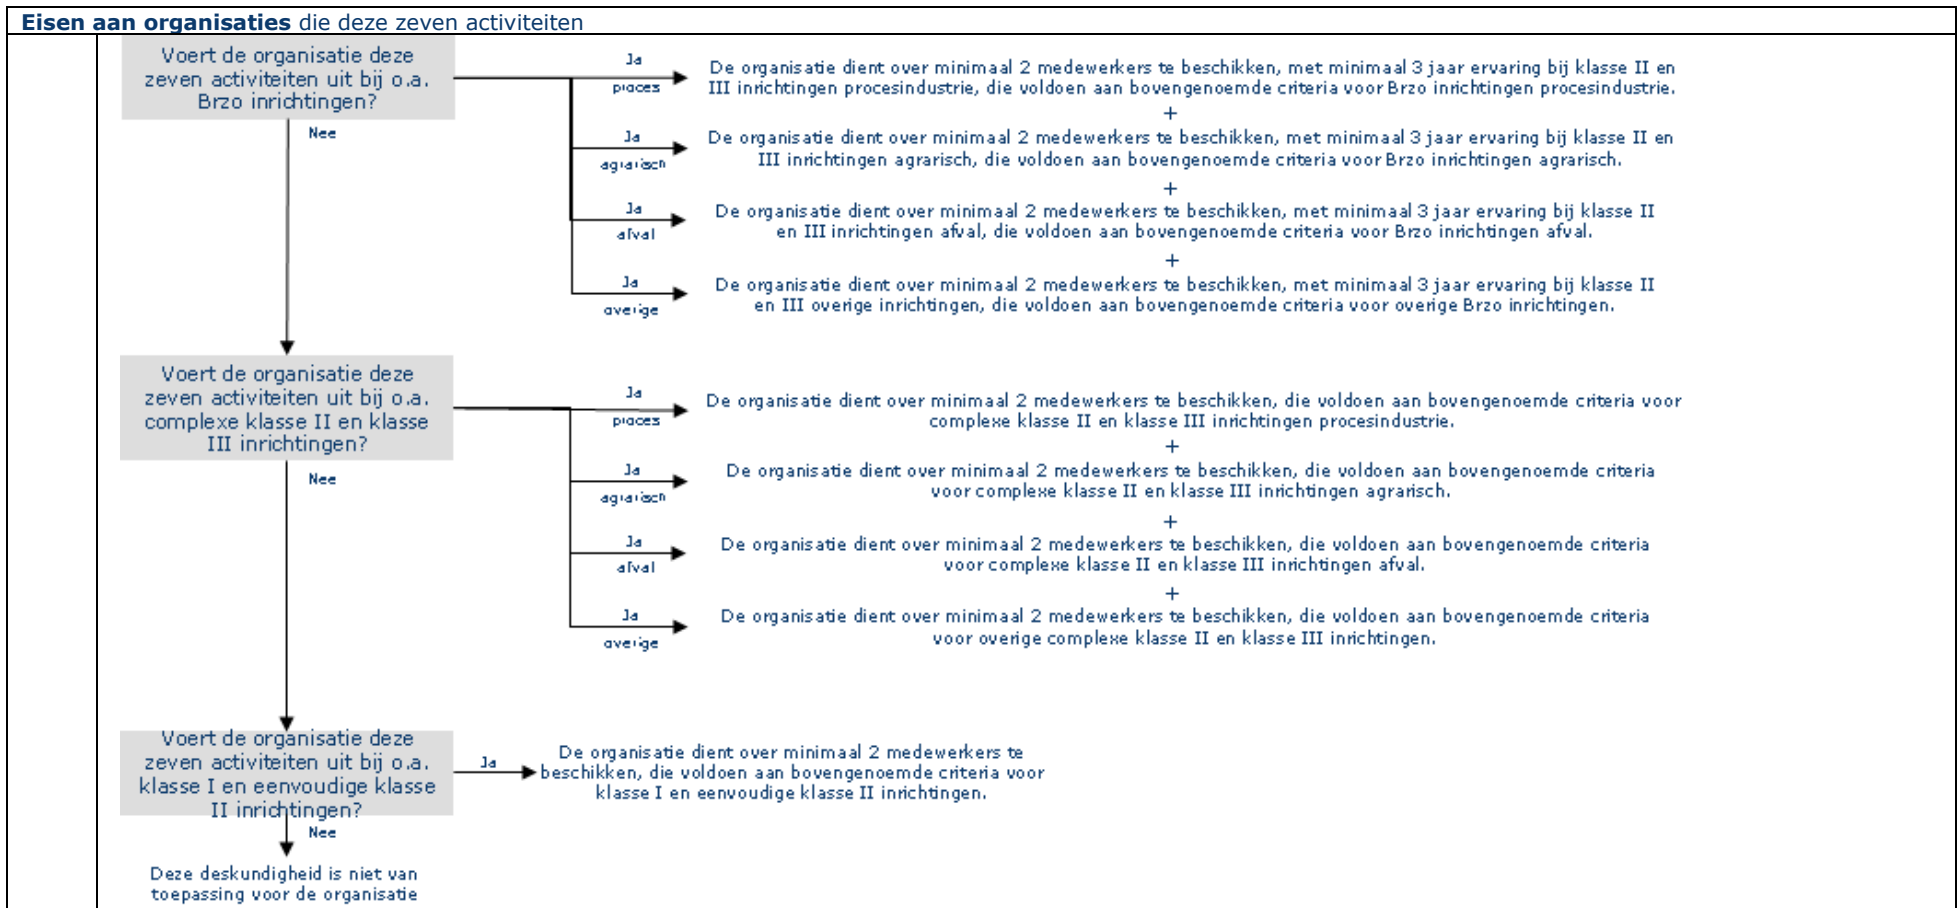 Eisen aan organisaties die deze zeven activiteiten
Voert de organisatie deze
zeven activiteiten uit bij o.a.
Brzo inrichtingen?
Nee
Ja
proces
De organisatie dient over minimaal 2 medewerkers te beschikken, met minimaal 3 jaar ervaring bij klasse II en
III inrichtingen procesindustrie, die voldoen aan bovengenoemde criteria voor Brzo inrichtingen procesindustrie.
+
Ja
agrarisch
De organisatie dient over minimaal 2 medewerkers te beschikken, met minimaal 3 jaar ervaring bij klasse II en
III inrichtingen agrarisch, die voldoen aan bovengenoemde criteria voor Brzo inrichtingen agrarisch.
+
Ja
afval
De organisatie dient over minimaal 2 medewerkers te beschikken, met minimaal 3 jaar ervaring bij klasse II
en III inrichtingen afval, die voldoen aan bovengenoemde criteria voor Brzo inrichtingen afval.
+
Ja
overige
De organisatie dient over minimaal 2 medewerkers te beschikken, met minimaal 3 jaar ervaring bij klasse II
en III overige inrichtingen, die voldoen aan bovengenoemde criteria voor overige Brzo inrichtingen.
Voert de organisatie deze
zeven activiteiten uit bij o.a.
complexe klasse II en klasse
III inrichtingen?
Nee
Ja
proces
De organisatie dient over minimaal 2 medewerkers te beschikken, die voldoen aan bovengenoemde criteria voor
complexe klasse II en klasse III inrichtingen procesindustrie.
+
Ja
agrarisch
De organisatie dient over minimaal 2 medewerkers te beschikken, die voldoen aan bovengenoemde criteria
voor complexe klasse II en klasse III inrichtingen agrarisch.
+
Ja
afval
De organisatie dient over minimaal 2 medewerkers te beschikken, die voldoen aan bovengenoemde criteria
voor complexe klasse II en klasse III inrichtingen afval.
+
Ja
overige
De organisatie dient over minimaal 2 medewerkers te beschikken, die voldoen aan bovengenoemde criteria
voor overige complexe klasse II en klasse III inrichtingen.
Voert de organisatie deze
zeven activiteiten uit bij o.a.
klasse I en eenvoudige klasse
II inrichtingen?
Ja
De organisatie dient over minimaal 2 medewerkers te
beschikken, die voldoen aan bovengenoemde criteria voor
klasse I en eenvoudige klasse II inrichtingen.
Nee
Deze deskundigheid is niet van
toepassing voor de organisatie